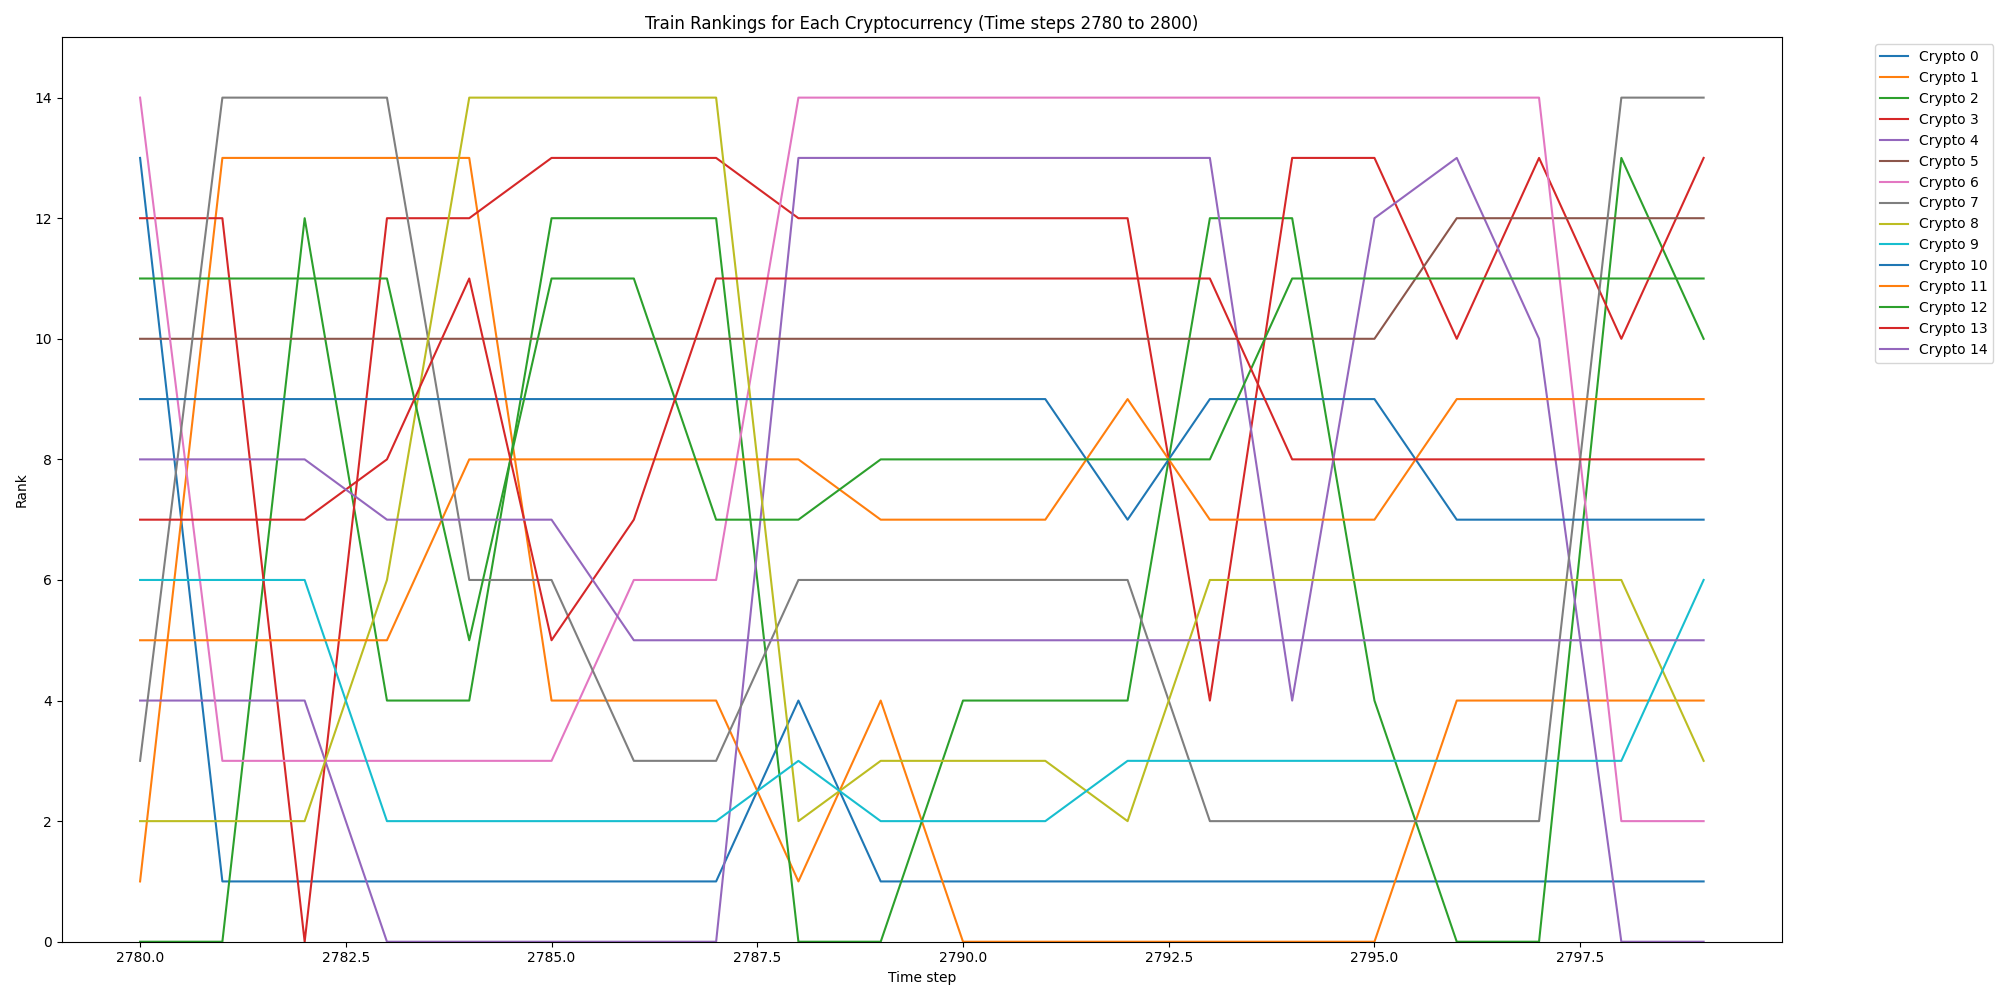 Train Rankings for Each Cryptocurrency (Time steps 2780 to 2800)
Crypto 0
Crypto 1
Crypto 2
Crypto 3
Crypto 4
Crypto 5
Crypto 6
Crypto 7
Crypto 8
Crypto 9
Crypto 10
Crypto 11
Crypto 12
Crypto 13
Crypto 14
Rank
14
12
10
8
6
4
2
0
2780.0 2782.5 2785.0 2787.5 2790.0 2792.5 2795.0 2797.5
Time step